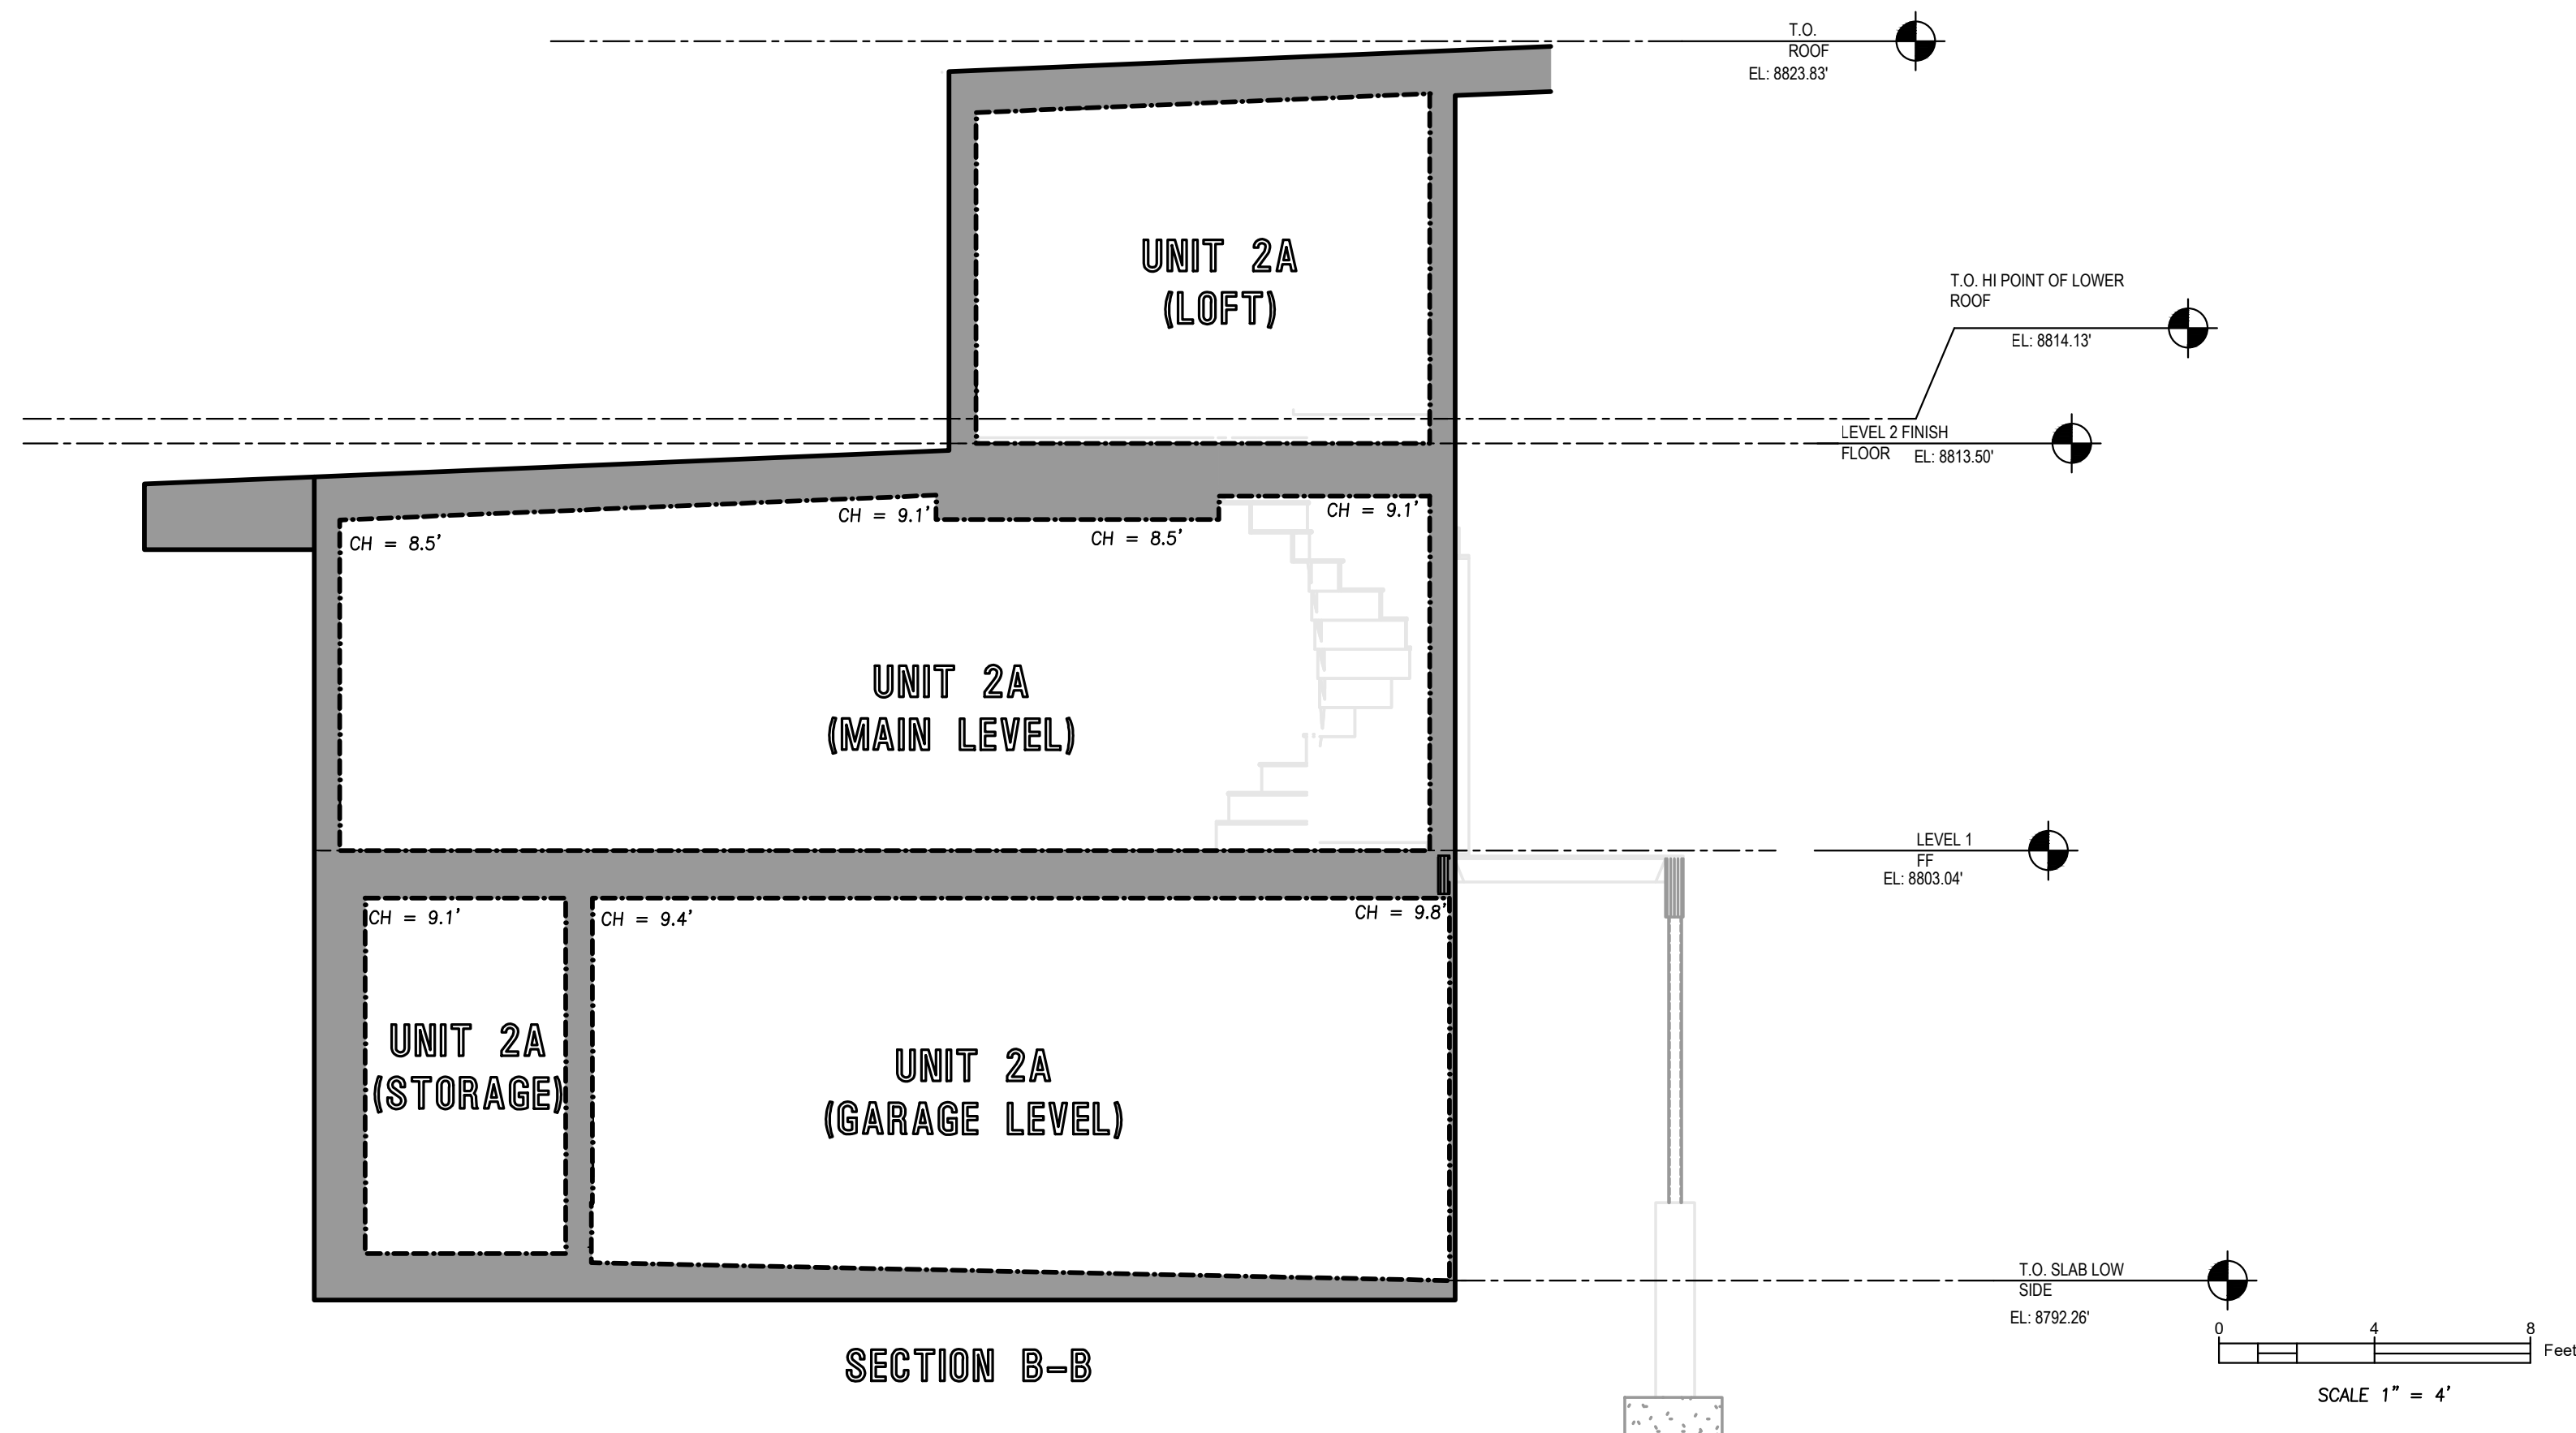 T.O.
ROOF
EL: 8823.83'
UNIT 2A
(LOFT)
T.O. HI POINT OF LOWER
ROOF
EL: 8814.13'
LEVEL 2 FINISH
FLOOR EL: 8813.50'
CH = 9.1'
CH = 9.1'
CH = 8.5'
CH = 8.5'
UNIT 2A
(MAIN LEVEL)
LEVEL 1
FF
EL: 8803.04'
CH = 9.1'
CH = 9.4'
CH = 9.8'
UNIT 2A
(STORAGE)
UNIT 2A
(GARAGE LEVEL)
T.O. SLAB LOW
SIDE
EL: 8792.26'
SECTION B-B
0 4 8
Feet
SCALE 1" = 4'